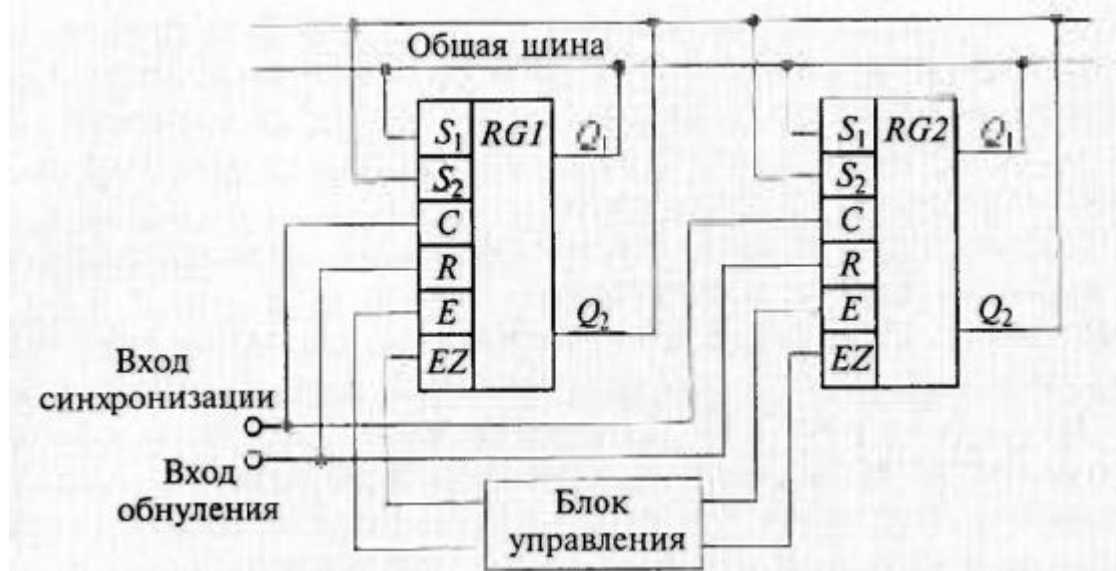 Общая шина
S₁ RG1 Q₁
S₂
C
R
E Q₂
EZ
S₁ RG2 Q₁
S₂
C
R
E Q₂
EZ
Вход
синхронизации
Вход
обнуления
Блок
управления